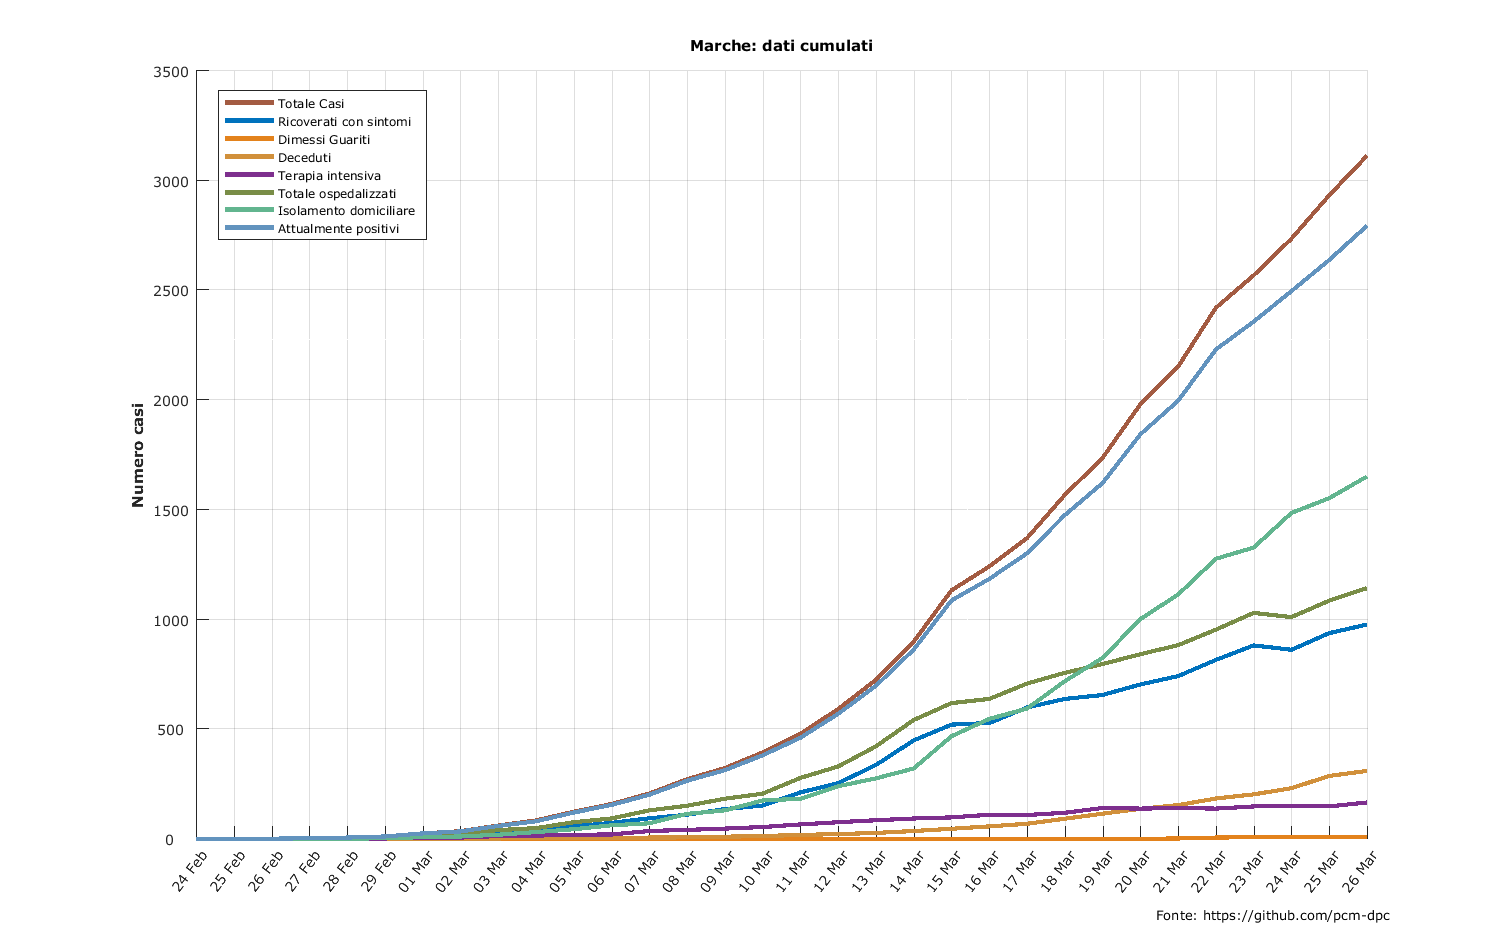 Marche: dati cumulati
3500
3000
2500
2000
1500
1000
500
0
Numero casi
Totale Casi
Ricoverati con sintomi
Dimessi Guariti
Deceduti
Terapia intensiva
Totale ospedalizzati
Isolamento domiciliare
Attualmente positivi
24 Feb
25 Feb
26 Feb
27 Feb
28 Feb
29 Feb
01 Mar
02 Mar
03 Mar
04 Mar
05 Mar
06 Mar
07 Mar
08 Mar
09 Mar
10 Mar
11 Mar
12 Mar
13 Mar
14 Mar
15 Mar
16 Mar
17 Mar
18 Mar
19 Mar
20 Mar
21 Mar
22 Mar
23 Mar
24 Mar
25 Mar
26 Mar
Fonte: https://github.com/pcm-dpc